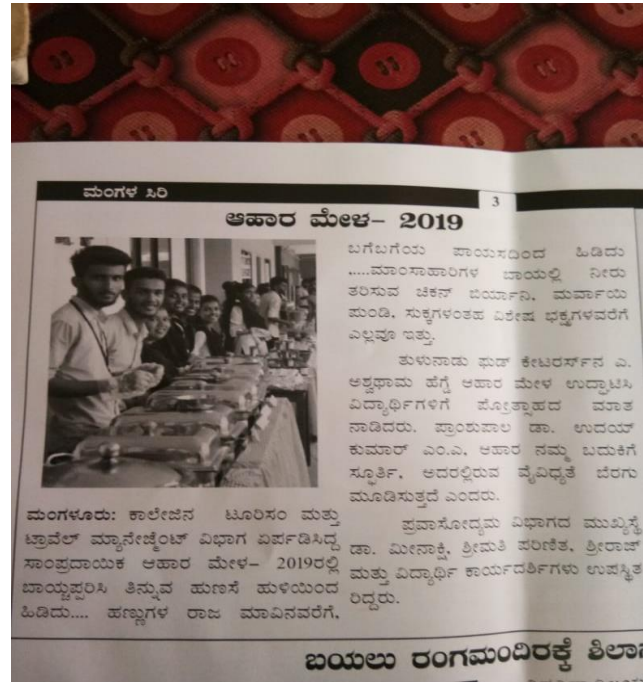 ಮಂಗಳ ಸಿರಿ
3
ಆಹಾರ ಮೇಳ– 2019
ಮಂಗಳೂರು: ಕಾಲೇಜಿನ ಟೂರಿಸಂ ಮತ್ತು
ಟ್ರಾವೆಲ್ ಮ್ಯಾನೇಜ್ಮೆಂಟ್ ವಿಭಾಗ ಏರ್ಪಡಿಸಿದ್ದ
ಸಾಂಪ್ರದಾಯಿಕ ಆಹಾರ ಮೇಳ– 2019ರಲ್ಲಿ
ಬಾಯ್ಚಪ್ಪರಿಸಿ ತಿನ್ನುವ ಹುಣಸೆ ಹುಳಿಯಿಂದ
ಹಿಡಿದು.... ಹಣ್ಣುಗಳ ರಾಜ ಮಾವಿನವರೆಗೆ,
ಬಗೆಬಗೆಯ ಪಾಯಸದಿಂದ ಹಿಡಿದು
,....ಮಾಂಸಾಹಾರಿಗಳ ಬಾಯಲ್ಲಿ ನೀರು
ತರಿಸುವ ಚಿಕನ್ ಬಿರ್ಯಾನಿ, ಮರ್ವಾಯಿ
ಪುಂಡಿ, ಸುಕ್ಕಗಳಂತಹ ವಿಶೇಷ ಭಕ್ಷ್ಯಗಳವರೆಗೆ
ಎಲ್ಲವೂ ಇತ್ತು.
ತುಳುನಾಡು ಫುಡ್ ಕೇಟರರ್ಸ್‌ನ ಎ.
ಅಶ್ವಥಾಮ ಹೆಗ್ಡೆ ಆಹಾರ ಮೇಳ ಉದ್ಘಾಟಿಸಿ
ವಿದ್ಯಾರ್ಥಿಗಳಿಗೆ ಪ್ರೋತ್ಸಾಹದ ಮಾತ
ನಾಡಿದರು. ಪ್ರಾಂಶುಪಾಲ ಡಾ. ಉದಯ್
ಕುಮಾರ್ ಎಂ.ಎ, ಆಹಾರ ನಮ್ಮ ಬದುಕಿಗೆ
ಸ್ಫೂರ್ತಿ, ಅದರಲ್ಲಿರುವ ವೈವಿಧ್ಯತೆ ಬೆರಗು
ಮೂಡಿಸುತ್ತದೆ ಎಂದರು.
ಪ್ರವಾಸೋದ್ಯಮ ವಿಭಾಗದ ಮುಖ್ಯಸ್ಥೆ
ಡಾ. ಮೀನಾಕ್ಷಿ, ಶ್ರೀಮತಿ ಪರಿಣಿತ, ಶ್ರೀರಾಜ್
ಮತ್ತು ವಿದ್ಯಾರ್ಥಿ ಕಾರ್ಯದರ್ಶಿಗಳು ಉಪಸ್ಥಿತ
ರಿದ್ದರು.
ಬಯಲು ರಂಗಮಂದಿರಕ್ಕೆ